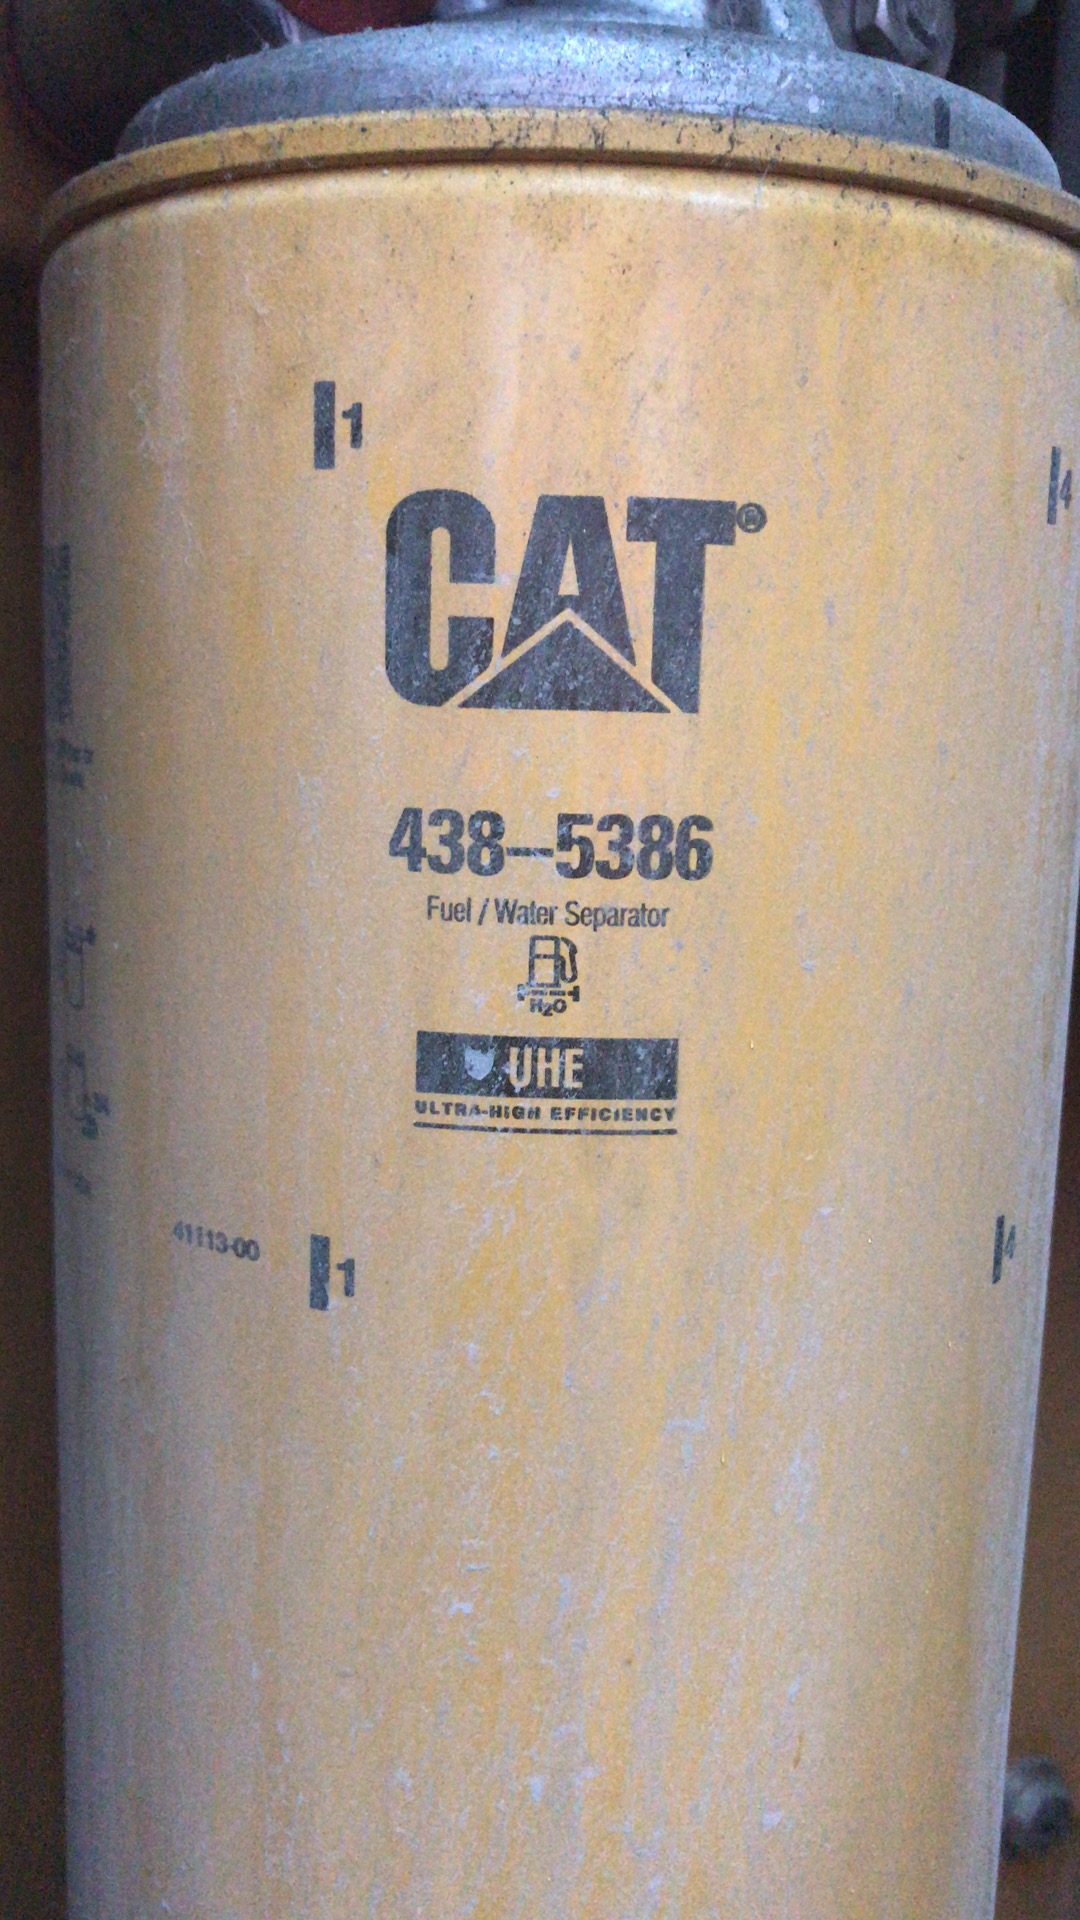 1
4
CAT®
438-5386
Fuel / Water Separator
H₂O
UHE
ULTRA-HIGH EFFICIENCY
41113-00
1
4